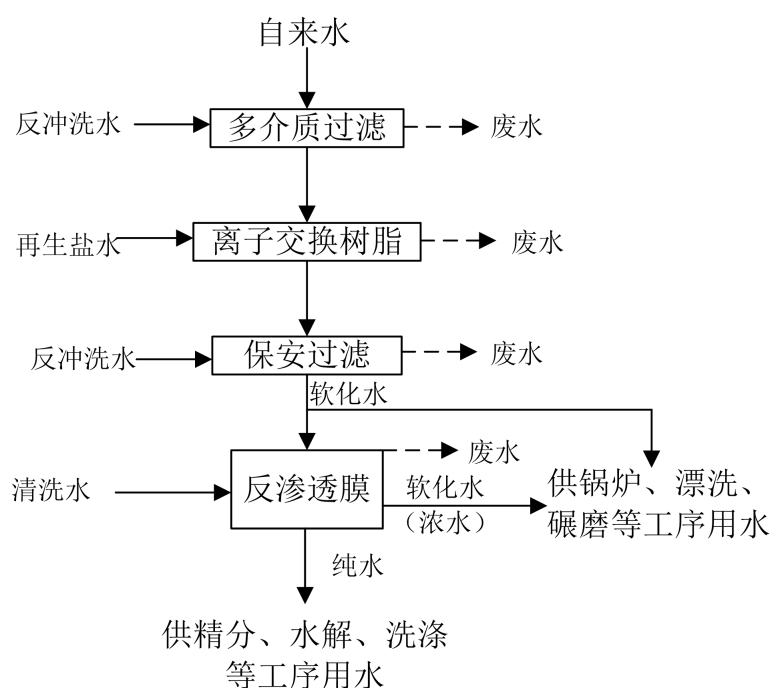 自来水
反冲洗水
多介质过滤
废水
再生盐水
离子交换树脂
废水
反冲洗水
保安过滤
废水
软化水
清洗水
反渗透膜
废水
软化水
（浓水）
供锅炉、漂洗、
碾磨等工序用水
纯水
供精分、水解、洗涤
等工序用水